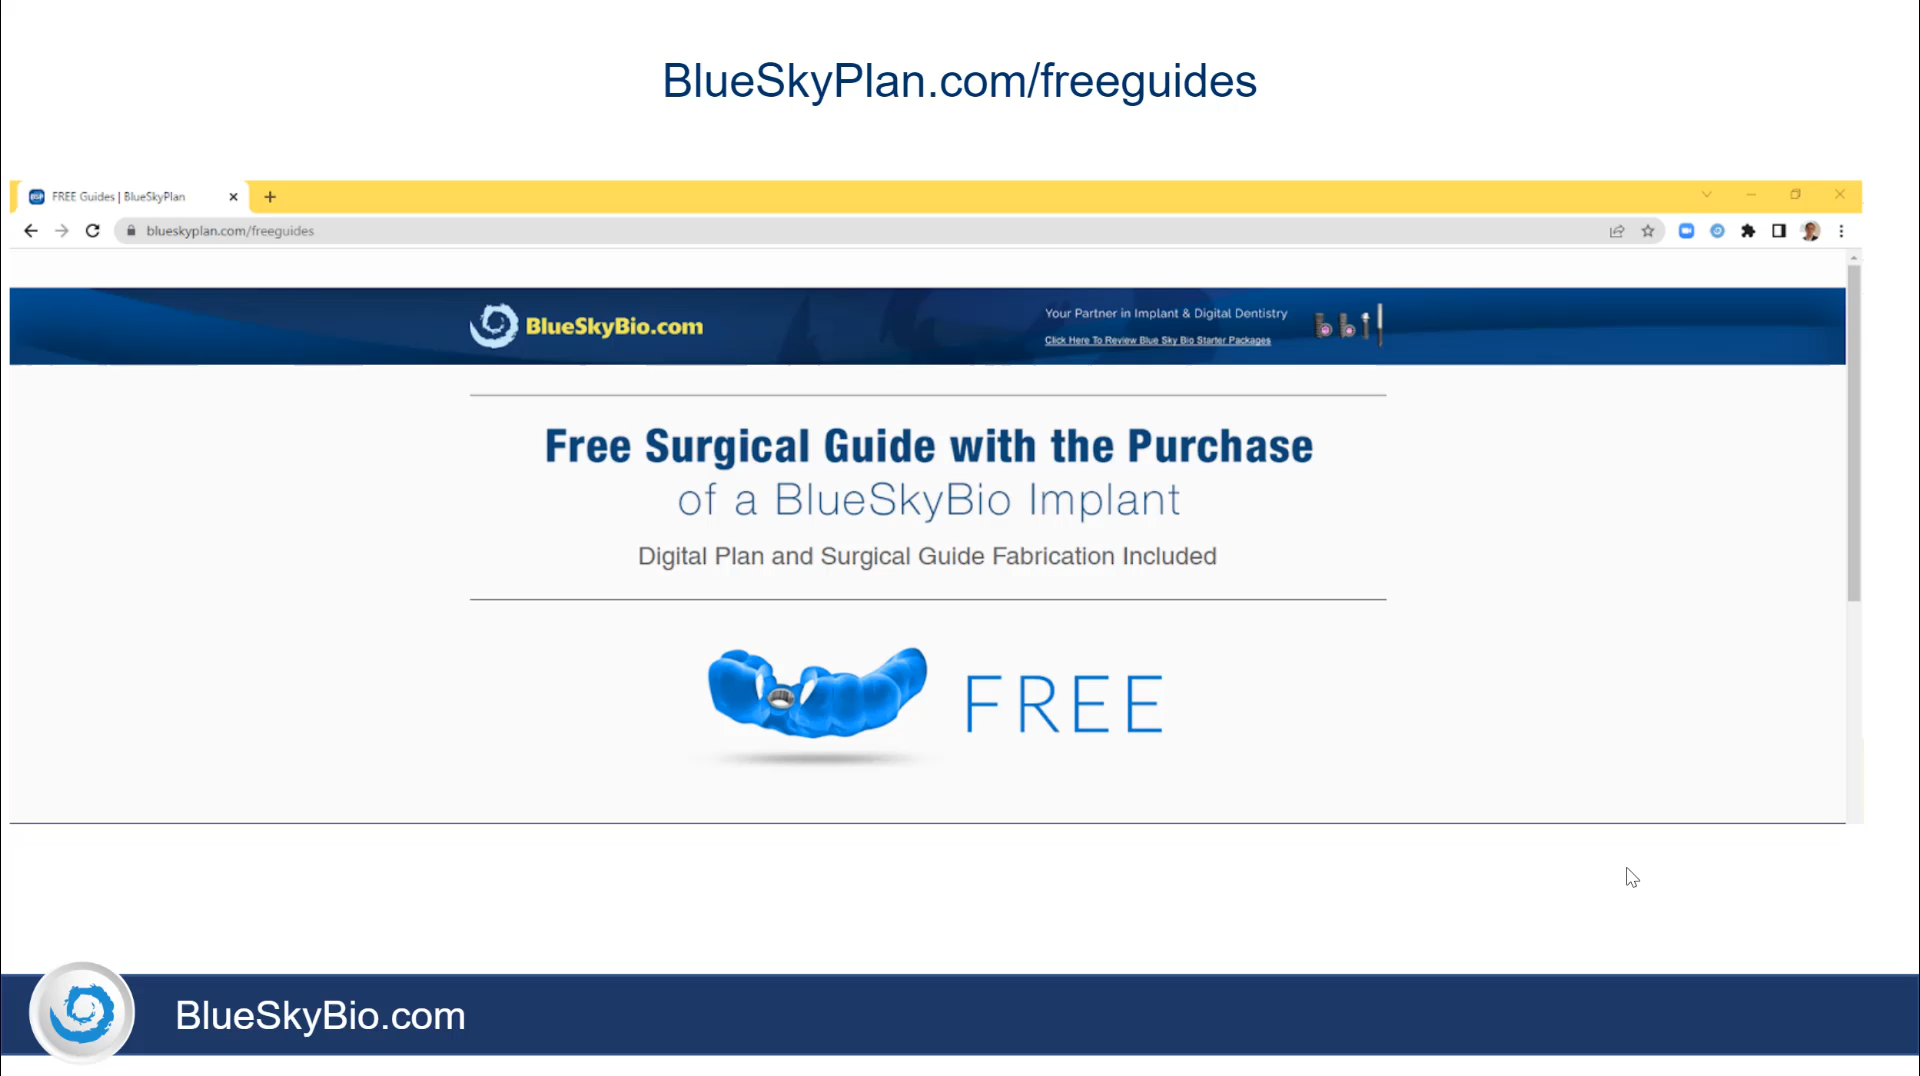 BlueSkyPlan.com/freeguides
FREE Guides | BlueSkyPlan
blueskyplan.com/freeguides
BlueSkyBio.com
Your Partner in Implant & Digital Dentistry
Click Here To Review Blue Sky Bio Starter Packages
Free Surgical Guide with the Purchase
of a BlueSkyBio Implant
Digital Plan and Surgical Guide Fabrication Included
FREE
BlueSkyBio.com